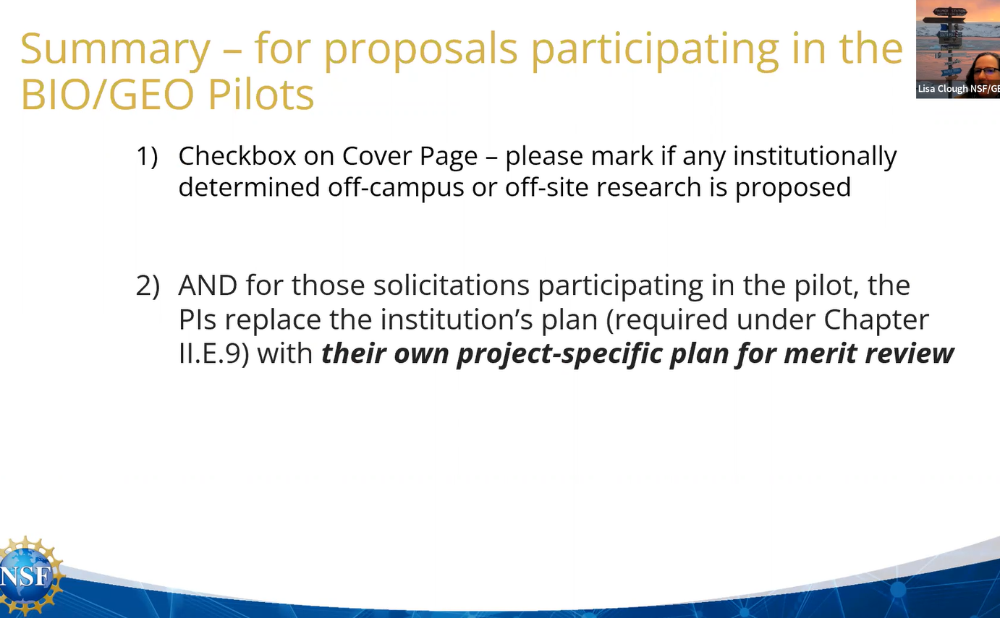 Summary – for proposals participating in the
BIO/GEO Pilots
Lisa Clough NSF/GE
1) Checkbox on Cover Page – please mark if any institutionally
determined off-campus or off-site research is proposed
2) AND for those solicitations participating in the pilot, the
PIs replace the institution’s plan (required under Chapter
II.E.9) with their own project-specific plan for merit review
NSF